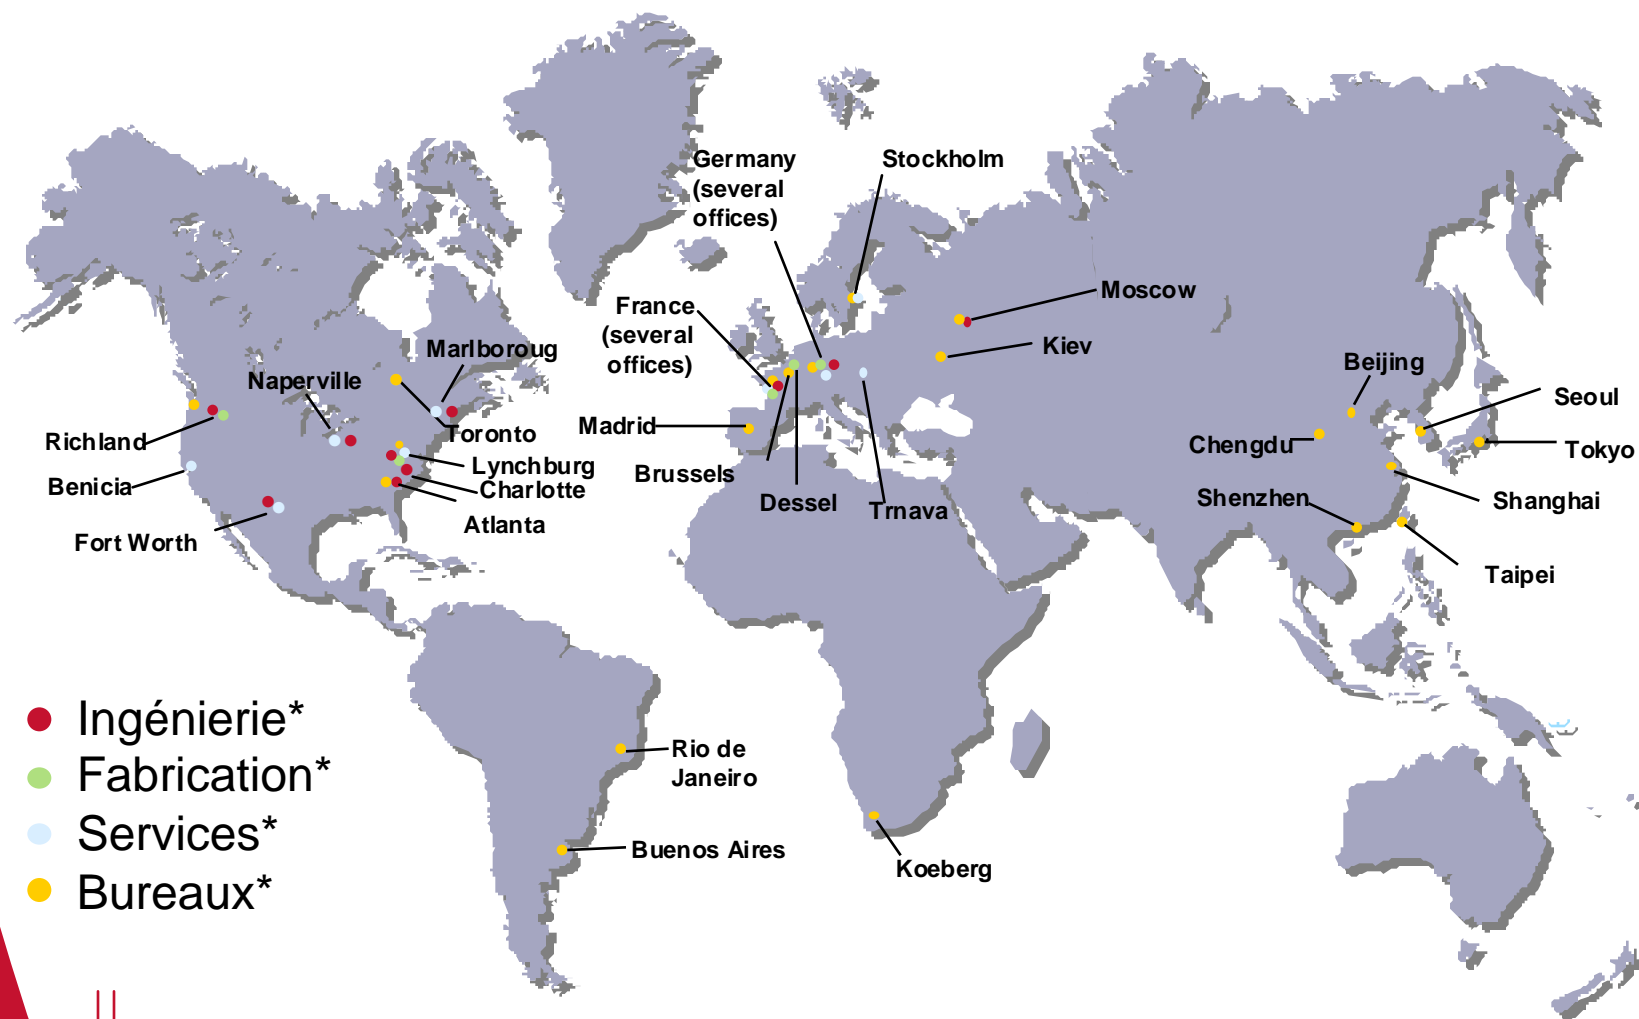 Germany
(several
offices)
Stockholm
France
(several
offices)
Moscow
Kiev
Marlboroug
Naperville
Beijing
Seoul
Richland
Toronto
Madrid
Chengdu
Tokyo
Lynchburg
Brussels
Benicia
Charlotte
Dessel
Trnava
Shenzhen
Shanghai
Atlanta
Fort Worth
Taipei
Ingénierie*
Fabrication*
Services*
Bureaux*
Rio de
Janeiro
Buenos Aires
Koeberg